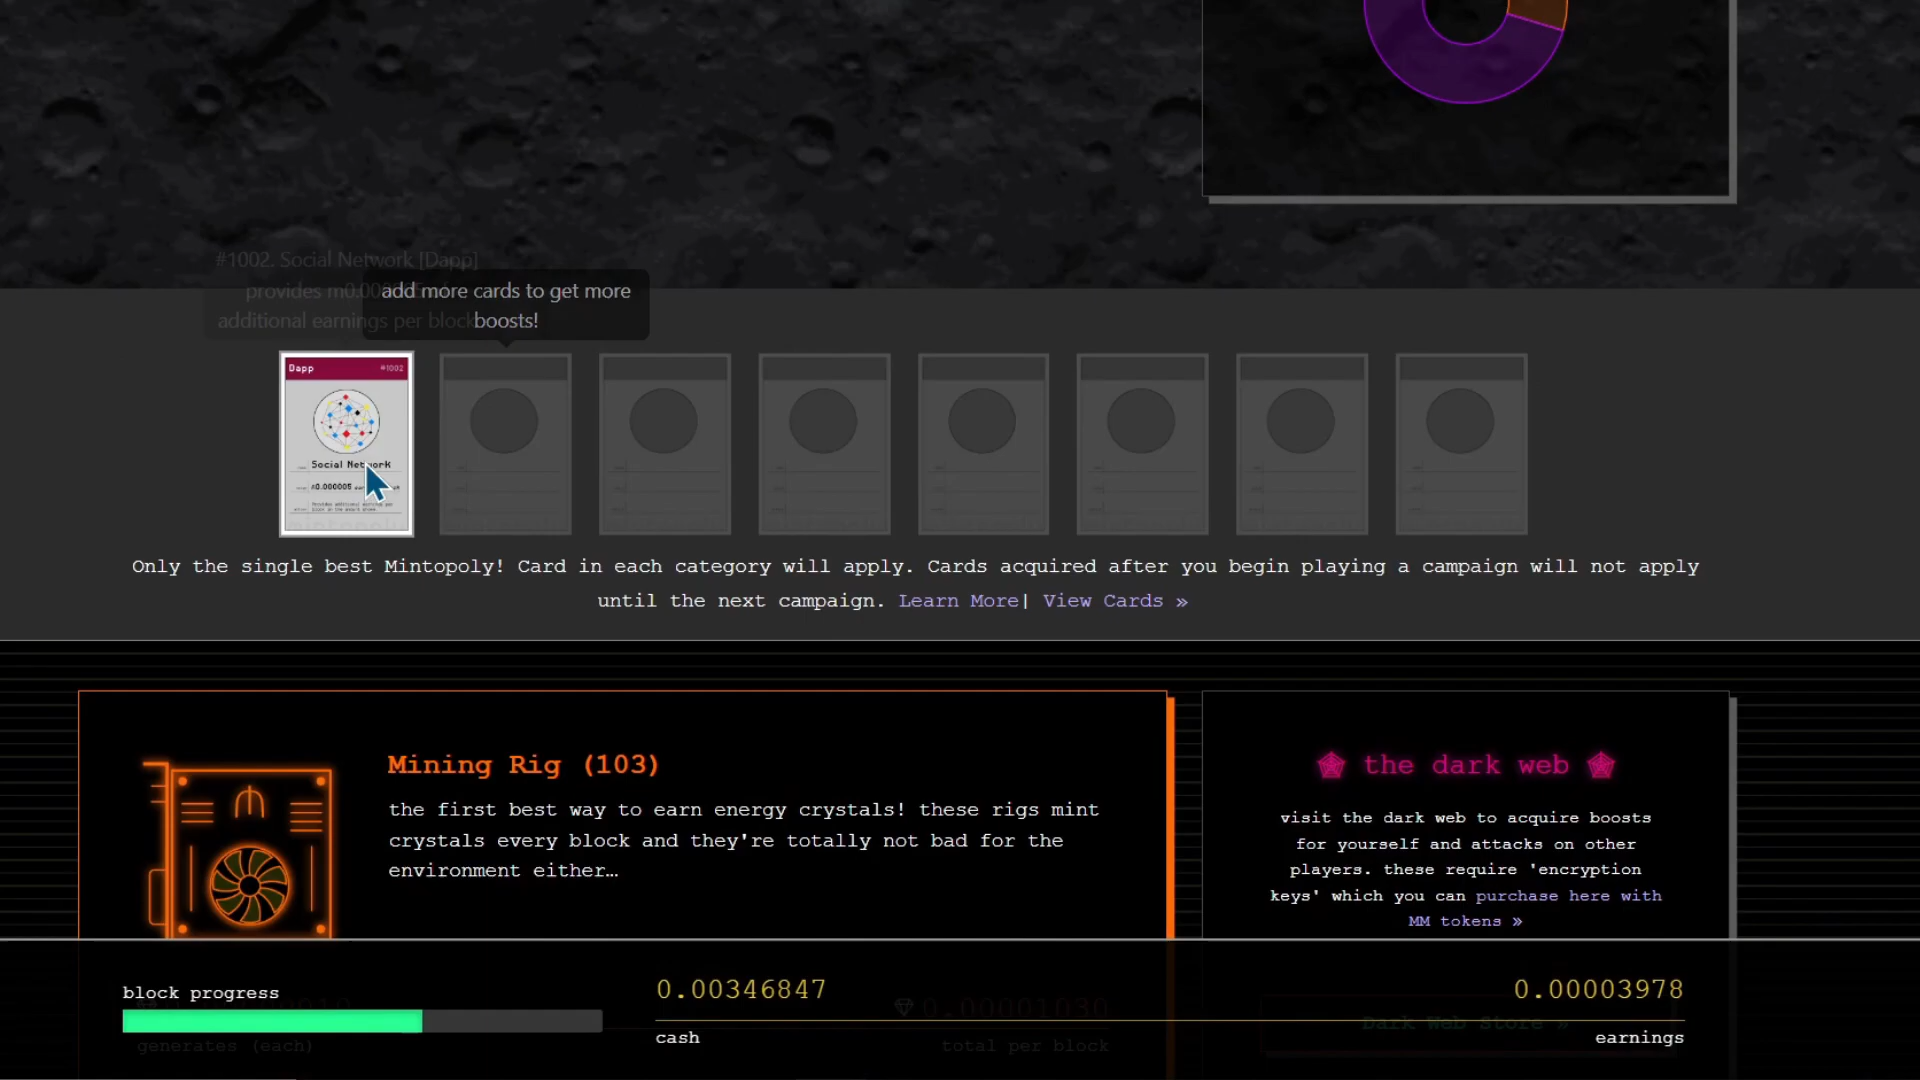 #1002. Social Network [Dapp]
provides m0.00
additional earnings per block
add more cards to get more
boosts!
Dapp #1002
Social Network
Only the single best Mintopoly! Card in each category will apply. Cards acquired after you begin playing a campaign will not apply
until the next campaign. Learn More| View Cards »
Mining Rig (103)
the first best way to earn energy crystals! these rigs mint
crystals every block and they're totally not bad for the
environment either…
the dark web
visit the dark web to acquire boosts
for yourself and attacks on other
players. these require 'encryption
keys' which you can purchase here with
MM tokens »
block progress
0.00346847
cash
0.00003978
earnings
0.00001030
Dark Web Store »
generates (each)
total per block